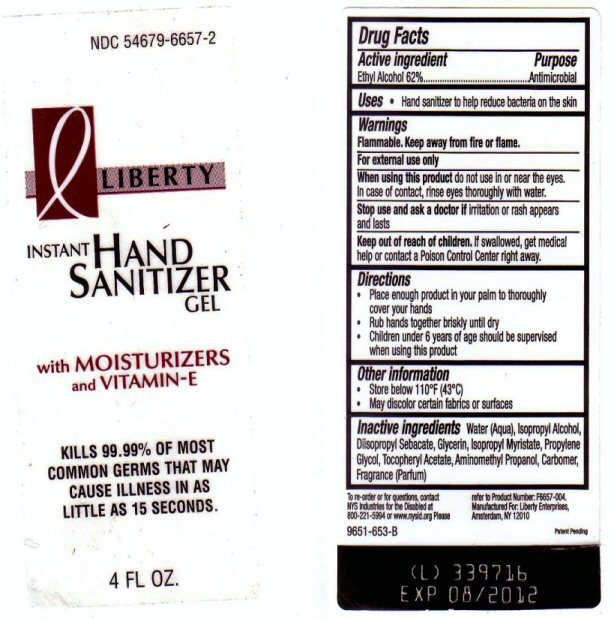 NDC 54679-6657-2
LIBERTY
INSTANT HAND
SANITIZER
GEL
with MOISTURIZERS
and VITAMIN-E
KILLS 99.99% OF MOST
COMMON GERMS THAT MAY
CAUSE ILLNESS IN AS
LITTLE AS 15 SECONDS.
4 FL OZ.
Drug Facts
Active ingredient Purpose
Ethyl Alcohol 62%..............................Antimicrobial
Uses • Hand sanitizer to help reduce bacteria on the skin
Warnings
Flammable. Keep away from fire or flame.
For external use only
When using this product do not use in or near the eyes.
In case of contact, rinse eyes thoroughly with water.
Stop use and ask a doctor if irritation or rash appears
and lasts
Keep out of reach of children. If swallowed, get medical
help or contact a Poison Control Center right away.
Directions
• Place enough product in your palm to thoroughly
cover your hands
• Rub hands together briskly until dry
• Children under 6 years of age should be supervised
when using this product
Other information
• Store below 110°F (43°C)
• May discolor certain fabrics or surfaces
Inactive ingredients Water (Aqua), Isopropyl Alcohol,
Diisopropyl Sebacate, Glycerin, Isopropyl Myristate, Propylene
Glycol, Tocopheryl Acetate, Aminomethyl Propanol, Carbomer,
Fragrance (Parfum)
To re-order or for questions, contact
NYS Industries for the Disabled at
800-221-5994 or www.nysid.org Please
refer to Product Number: F6657-004.
Manufactured For: Liberty Enterprises,
Amsterdam, NY 12010
9651-653-B
Patent Pending
(L) 339716
EXP 08/2012